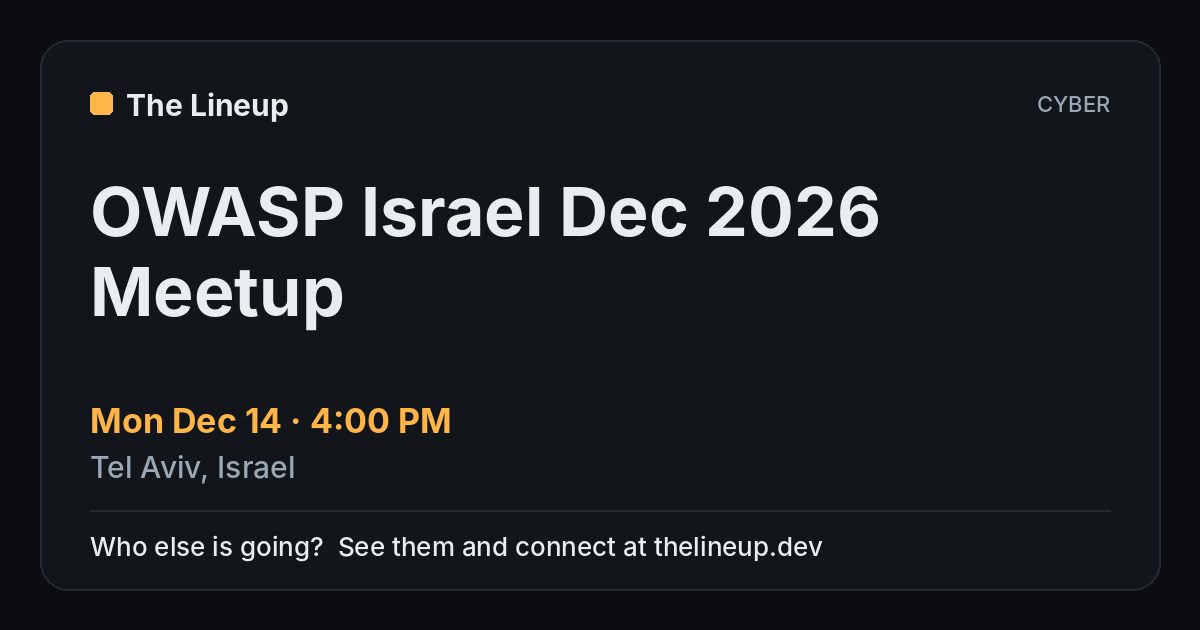 The Lineup
CYBER
OWASP Israel Dec 2026
Meetup
Mon Dec 14 · 4:00 PM
Tel Aviv, Israel
Who else is going? See them and connect at thelineup.dev